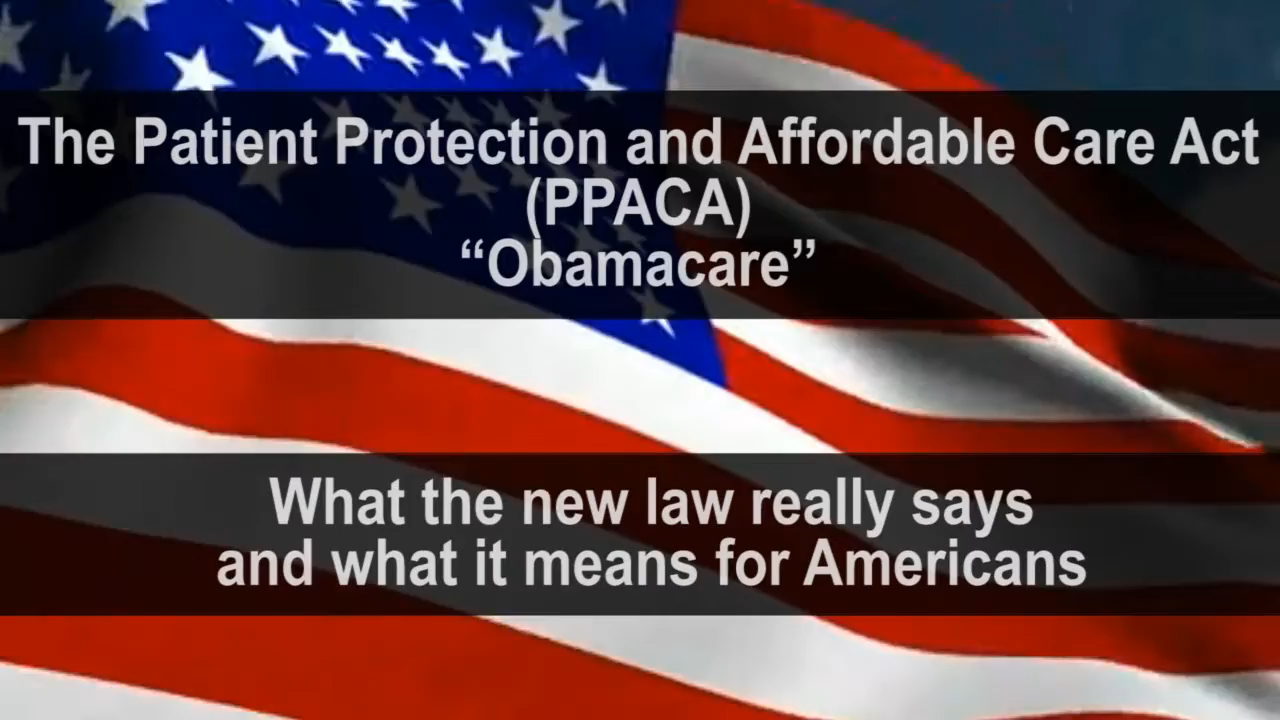 The Patient Protection and Affordable Care Act
(PPACA)
“Obamacare”
What the new law really says
and what it means for Americans